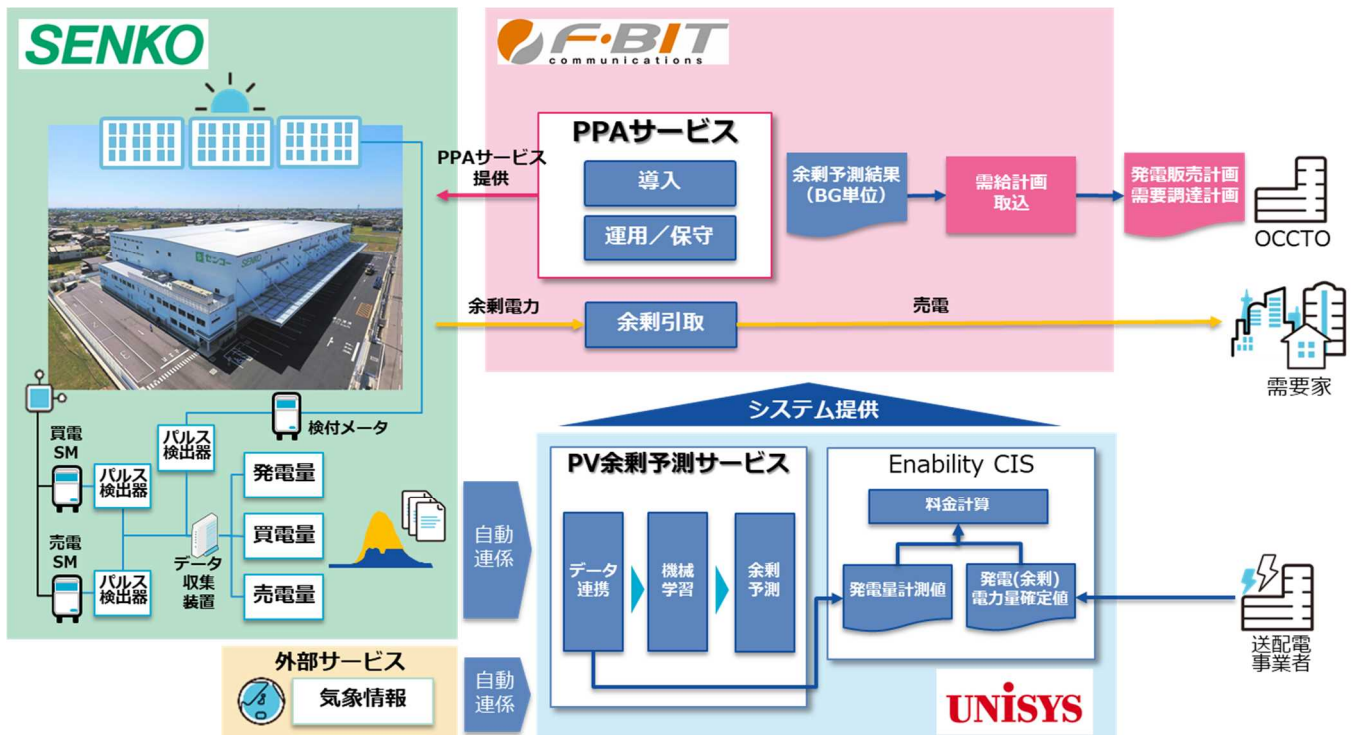 SENKO
F·BIT
communications
PPAサービス
導入
運用／保守
PPAサービス
提供
余剰予測結果
（BG単位）
需給計画
取込
発電販売計画
需要調達計画
OCCTO
センコー SENKO
余剰電力
余剰引取
売電
需要家
システム提供
検付メータ
買電
SM
パルス
検出器
パルス
検出器
売電
SM
パルス
検出器
データ
収集
装置
発電量
買電量
売電量
自動
連係
PV余剰予測サービス
データ
連携
機械
学習
余剰
予測
Enability CIS
料金計算
発電量計測値
発電(余剰)
電力量確定値
送配電
事業者
外部サービス
気象情報
自動
連係
UNiSYS